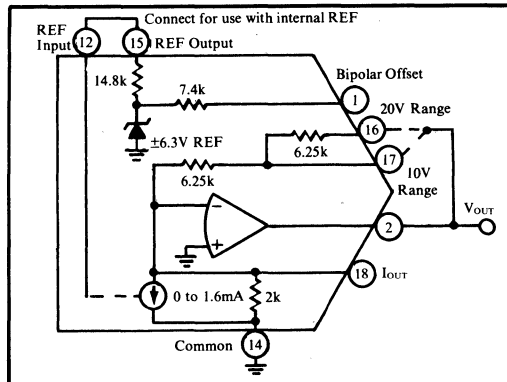 Connect for use with internal REF
REF
Input
12
15
REF Output
14.8k
7.4k
Bipolar Offset
1
±6.3V REF
20V Range
16
6.25k
17
6.25k
10V
Range
−
+
2
VOUT
18
IOUT
0 to 1.6mA
2k
Common
14